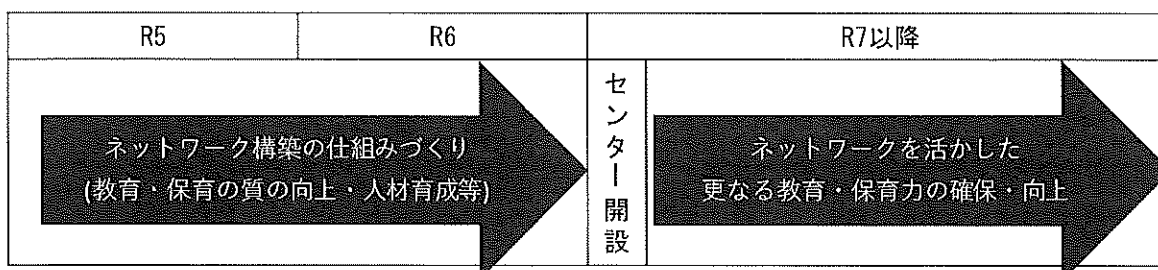 R5
R6
R7以降
ネットワーク構築の仕組みづくり
(教育・保育の質の向上・人材育成等)
センター開設
ネットワークを活かした
更なる教育・保育力の確保・向上